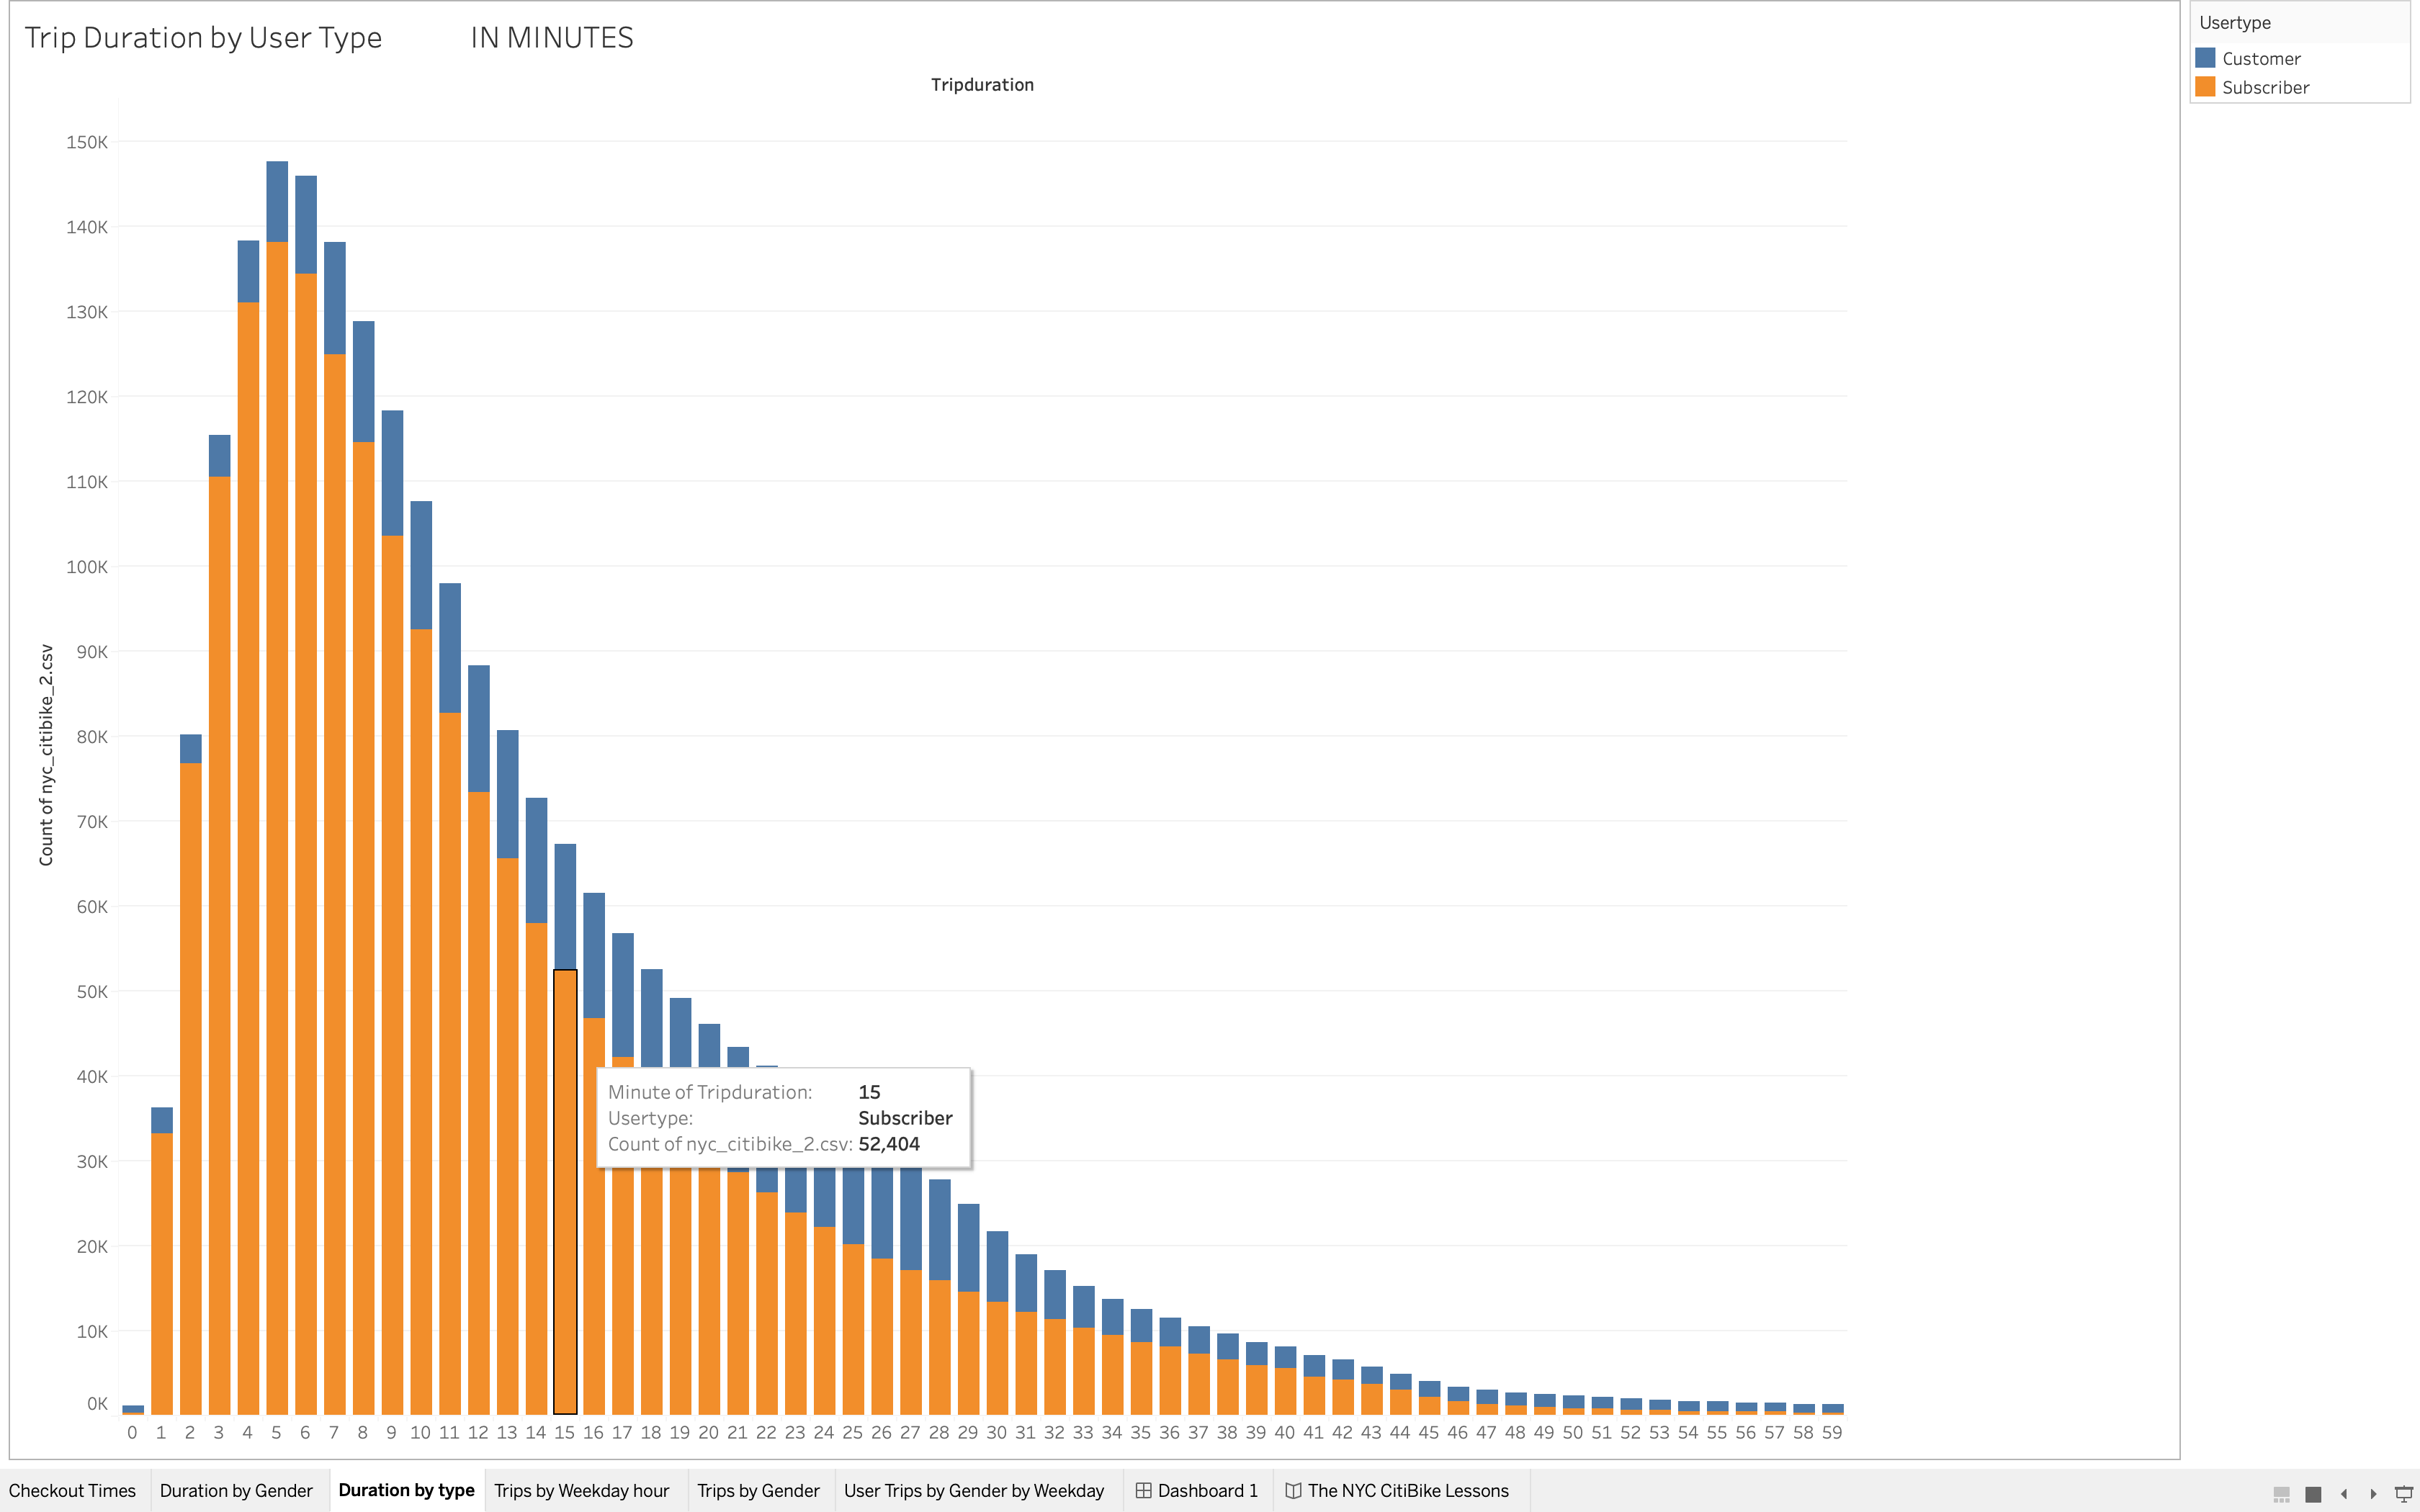 Trip Duration by User Type IN MINUTES
Usertype
Customer
Subscriber
Tripduration
150K
140K
130K
120K
110K
100K
90K
80K
70K
60K
50K
40K
30K
20K
10K
0K
Count of nyc_citibike_2.csv
Minute of Tripduration: 15
Usertype: Subscriber
Count of nyc_citibike_2.csv: 52,404
0 1 2 3 4 5 6 7 8 9 10 11 12 13 14 15 16 17 18 19 20 21 22 23 24 25 26 27 28 29 30 31 32 33 34 35 36 37 38 39 40 41 42 43 44 45 46 47 48 49 50 51 52 53 54 55 56 57 58 59
Checkout Times Duration by Gender Duration by type Trips by Weekday hour Trips by Gender User Trips by Gender by Weekday Dashboard 1 The NYC CitiBike Lessons